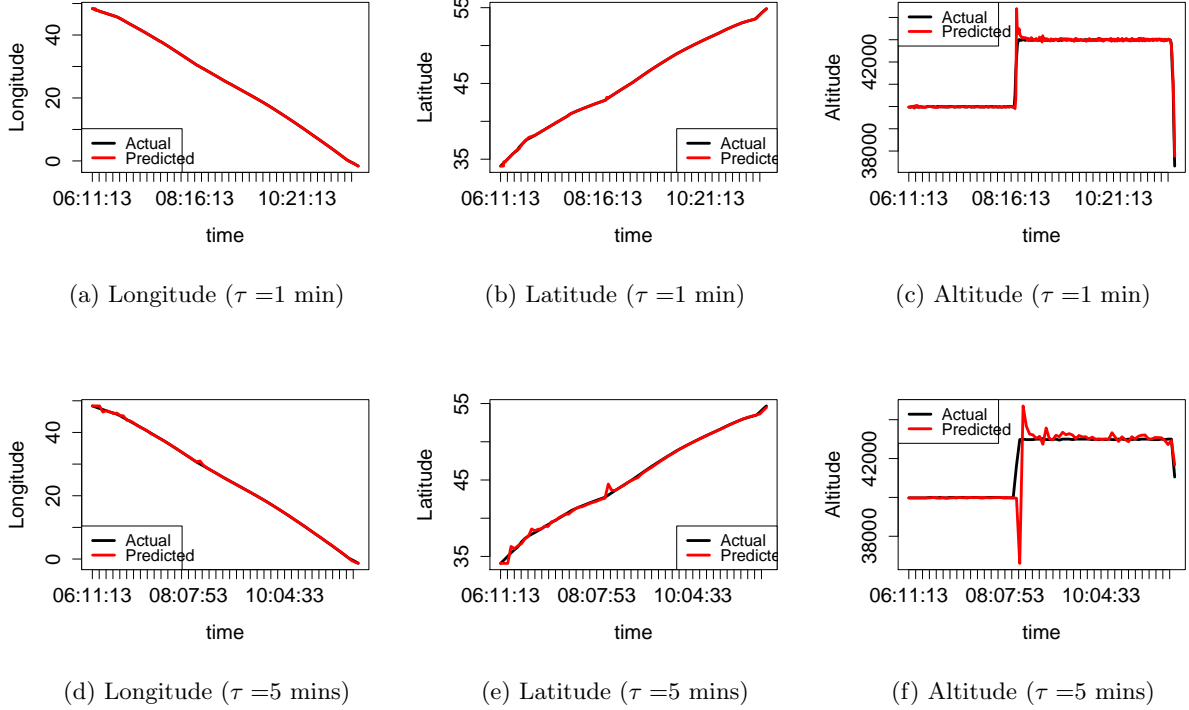 Longitude
0 20 40
Actual
Predicted
06:11:13 08:16:13 10:21:13
time
(a) Longitude (τ =1 min)
Latitude
35 45 55
Actual
Predicted
06:11:13 08:16:13 10:21:13
time
(b) Latitude (τ =1 min)
Altitude
38000 42000
Actual
Predicted
06:11:13 08:16:13 10:21:13
time
(c) Altitude (τ =1 min)
Longitude
0 20 40
Actual
Predicted
06:11:13 08:07:53 10:04:33
time
(d) Longitude (τ =5 mins)
Latitude
35 45 55
Actual
Predicte
06:11:13 08:07:53 10:04:33
time
(e) Latitude (τ =5 mins)
Altitude
38000 42000
Actual
Predicted
06:11:13 08:07:53 10:04:33
time
(f) Altitude (τ =5 mins)